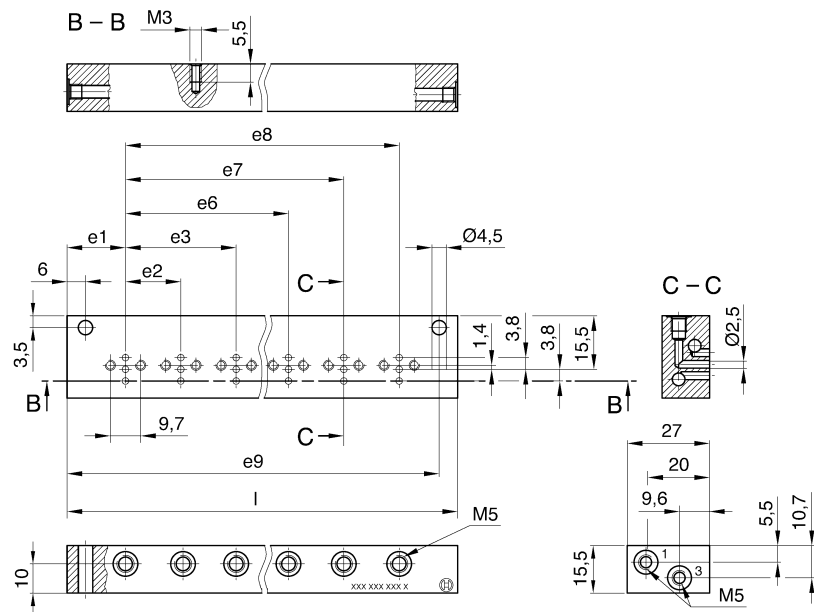 B – B
M3
5,5
e8
e7
e6
e1
e3
Ø4,5
6
e2
C
C – C
3,5
1,4
3,8
3,8
15,5
Ø2,5
B
B
9,7
C
e9
27
l
20
M5
9,6
5,5
10,7
10
15,5
1
3
XXX XXX XXX X
M5